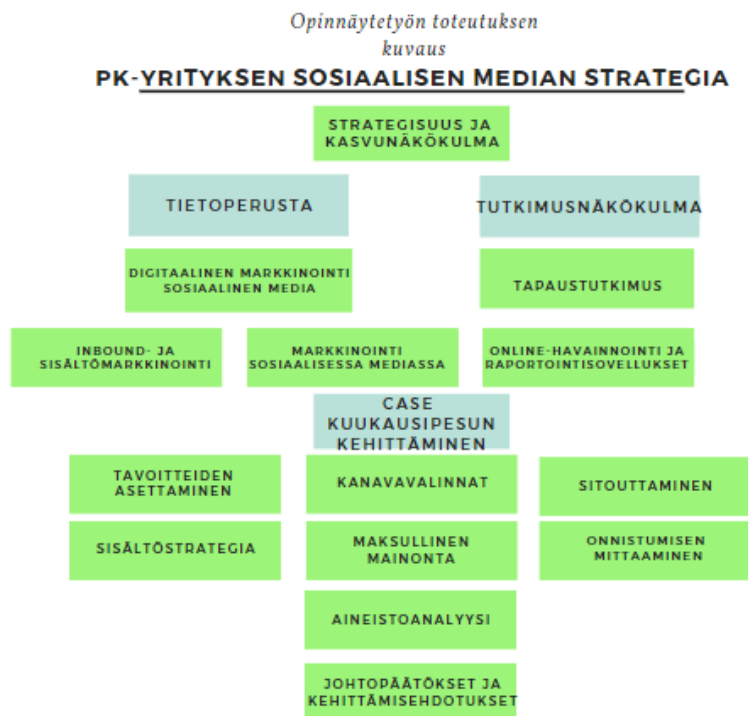 Opinnäytetyön toteutuksen
kuvaus
PK-YRITYKSEN SOSIAALISEN MEDIAN STRATEGIA
STRATEGISUUS JA
KASVUNÄKÖKULMA
TIETOPERUSTA
TUTKIMUSNÄKÖKULMA
DIGITAALINEN MARKKINOINTI
SOSIAALINEN MEDIA
TAPAUSTUTKIMUS
INBOUND- JA
SISÄLTÖMARKKINOINTI
MARKKINOINTI
SOSIAALISESSA MEDIASSA
ONLINE-HAVAINNOINTI JA
RAPORTOINTISOVELLUKSET
CASE
KUUKAUSIPESUN
KEHITTÄMINEN
TAVOITTEIDEN
ASETTAMINEN
KANAVAVALINNAT
SITOUTTAMINEN
SISÄLTÖSTRATEGIA
MAKSULLINEN
MAINONTA
ONNISTUMISEN
MITTAAMINEN
AINEISTOANALYYSI
JOHTOPÄÄTÖKSET JA
KEHITTÄMISEHDOTUKSET